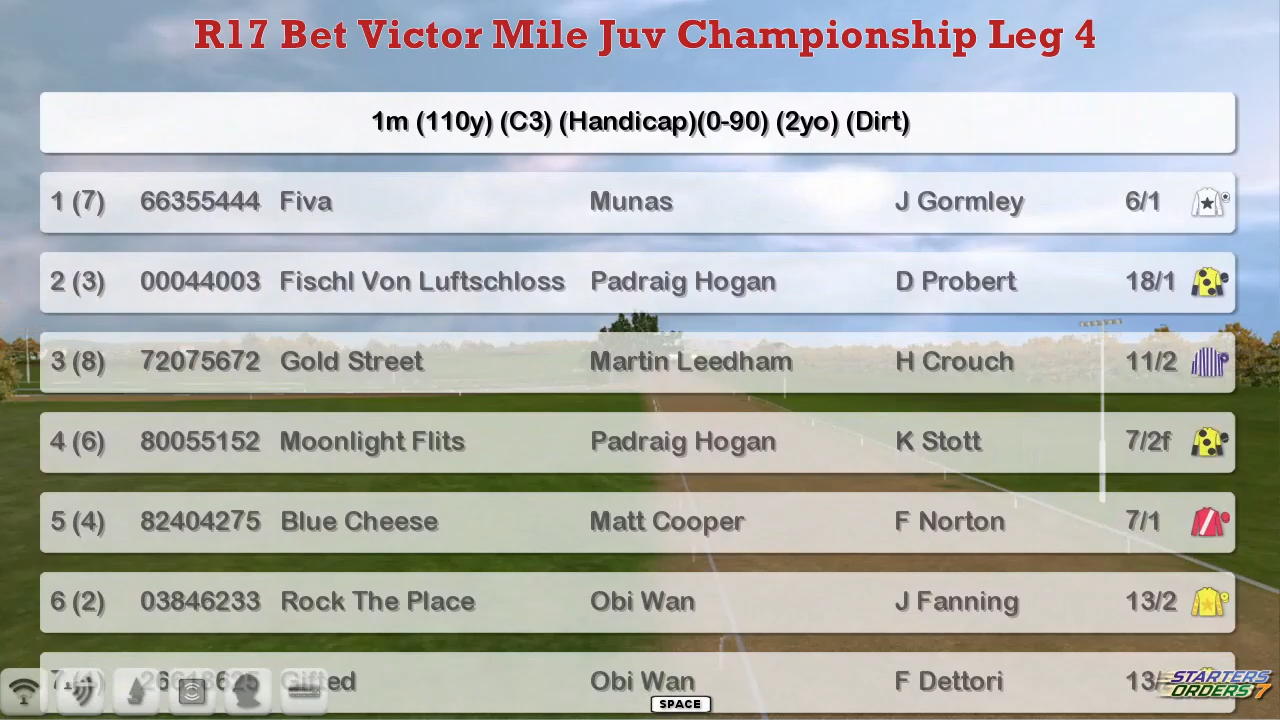 R17 Bet Victor Mile Juv Championship Leg 4
1m (110y) (C3) (Handicap)(0-90) (2yo) (Dirt)
1 (7) 66355444 Fiva Munas J Gormley 6/1
2 (3) 00044003 Fischl Von Luftschloss Padraig Hogan D Probert 18/1
3 (8) 72075672 Gold Street Martin Leedham H Crouch 11/2
4 (6) 80055152 Moonlight Flits Padraig Hogan K Stott 7/2f
5 (4) 82404275 Blue Cheese Matt Cooper F Norton 7/1
6 (2) 03846233 Rock The Place Obi Wan J Fanning 13/2
Gifted Obi Wan F Dettori
STARTERS ORDERS 7
SPACE